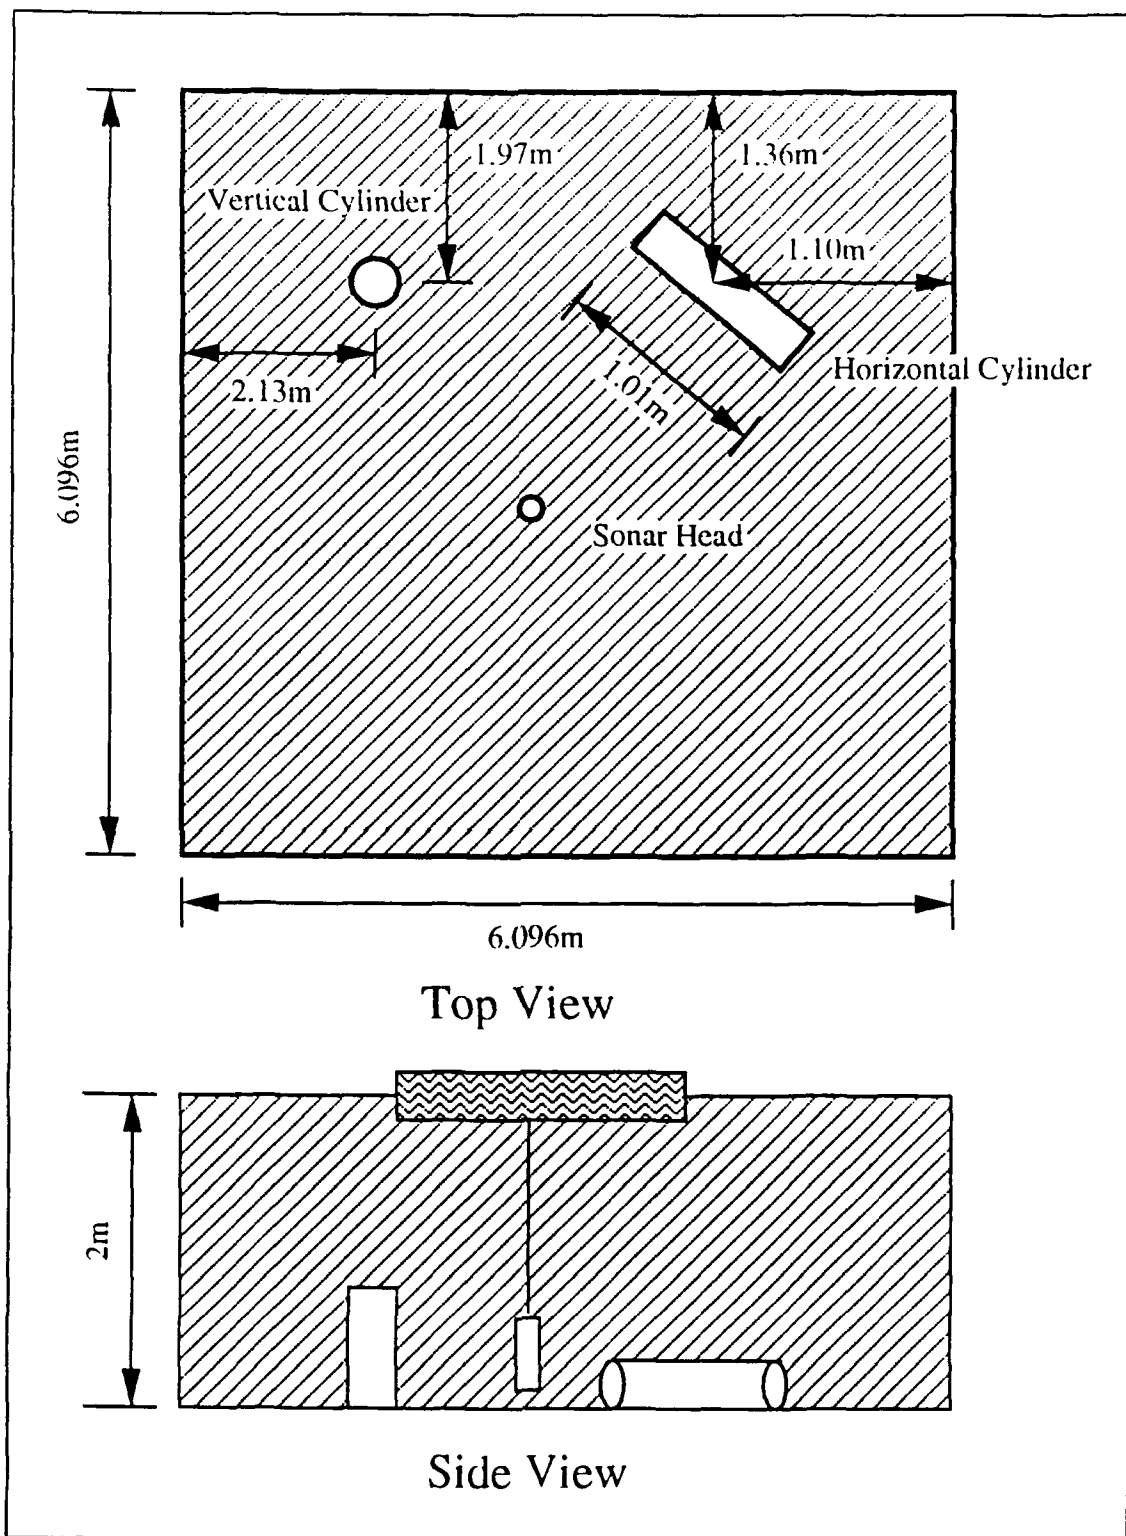 1.97m
1.36m
Vertical Cylinder
1.10m
Horizontal Cylinder
2.13m
1.01m
6.096m
Sonar Head
6.096m
Top View
2m
Side View